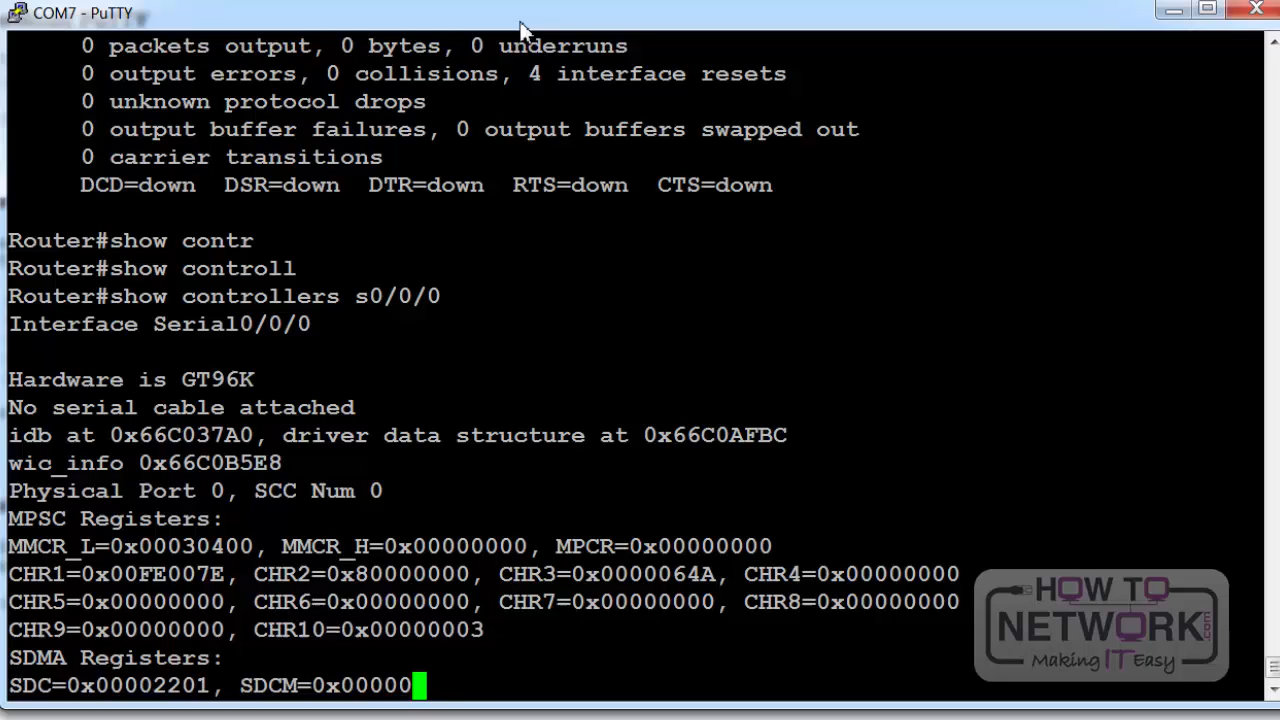 COM7 - PuTTY
0 packets output, 0 bytes, 0 underruns
0 output errors, 0 collisions, 4 interface resets
0 unknown protocol drops
0 output buffer failures, 0 output buffers swapped out
0 carrier transitions
DCD=down  DSR=down  DTR=down  RTS=down  CTS=down
Router#show contr
Router#show controll
Router#show controllers s0/0/0
Interface Serial0/0/0
Hardware is GT96K
No serial cable attached
idb at 0x66C037A0, driver data structure at 0x66C0AFBC
wic_info 0x66C0B5E8
Physical Port 0, SCC Num 0
MPSC Registers:
MMCR_L=0x00030400, MMCR_H=0x00000000, MPCR=0x00000000
CHR1=0x00FE007E, CHR2=0x80000000, CHR3=0x0000064A, CHR4=0x00000000
CHR5=0x00000000, CHR6=0x00000000, CHR7=0x00000000, CHR8=0x00000000
CHR9=0x00000000, CHR10=0x00000003
SDMA Registers:
SDC=0x00002201, SDCM=0x00000
HOW TO
NETWORK.com
Making IT Easy